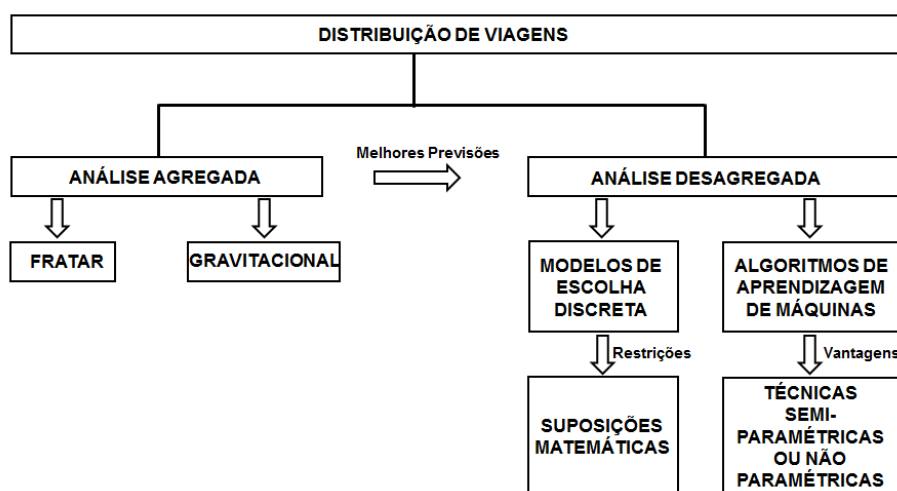 DISTRIBUIÇÃO DE VIAGENS
Melhores Previsões
ANÁLISE AGREGADA
ANÁLISE DESAGREGADA
FRATAR
GRAVITACIONAL
MODELOS DE
ESCOLHA
DISCRETA
ALGORITMOS DE
APRENDIZAGEM
DE MÁQUINAS
Restrições
Vantagens
SUPOSIÇÕES
MATEMÁTICAS
TÉCNICAS
SEMI-
PARAMÉTRICAS
OU NÃO
PARAMÉTRICAS